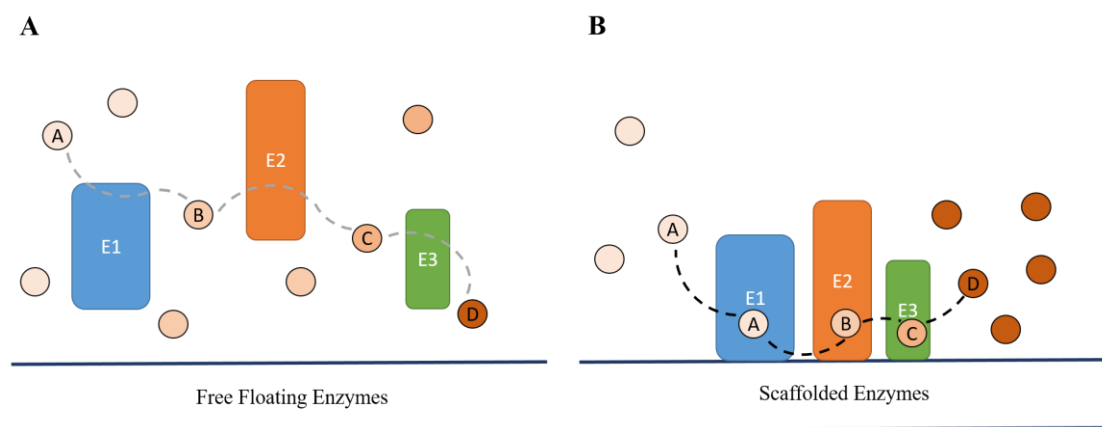 A
A
E1
B
E2
C
E3
D
Free Floating Enzymes
B
A
E1
A
E2
B
E3
C
D
Scaffolded Enzymes